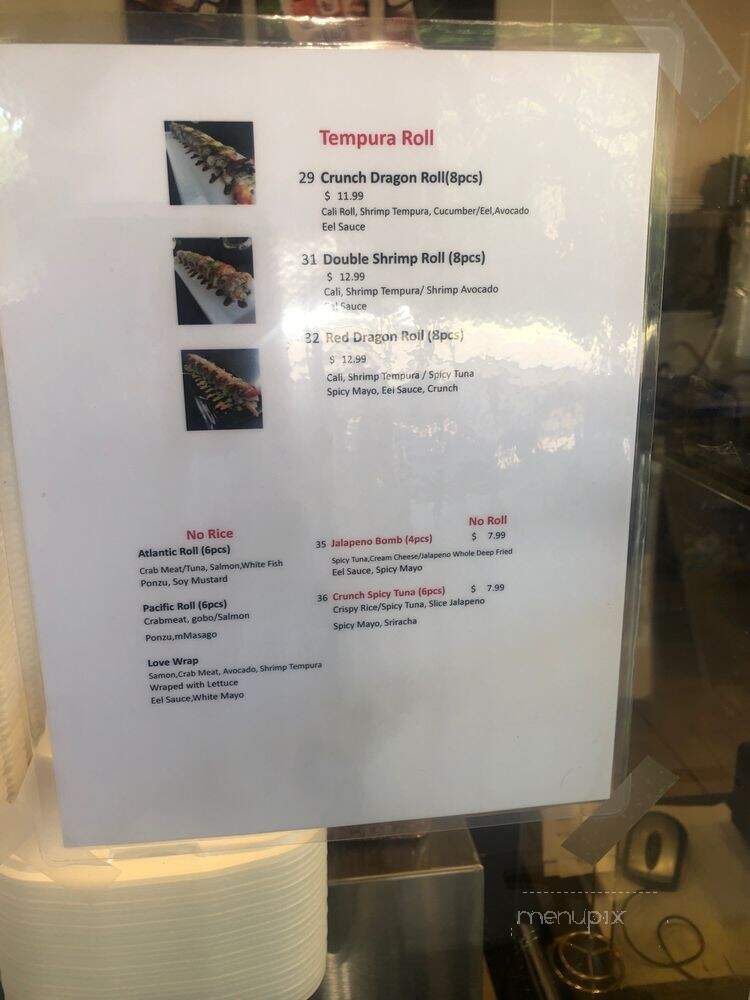 Tempura Roll
29 Crunch Dragon Roll(8pcs)
$ 11.99
Cali Roll, Shrimp Tempura, Cucumber/Eel,Avocado
Eel Sauce
31 Double Shrimp Roll (8pcs)
$ 12.99
Cali, Shrimp Tempura/ Shrimp Avocado
Eel Sauce
32 Red Dragon Roll (8pcs)
$ 12.99
Cali, Shrimp Tempura / Spicy Tuna
Spicy Mayo, Eel Sauce, Crunch
No Rice
Atlantic Roll (6pcs)
Crab Meat/Tuna, Salmon,White Fish
Ponzu, Soy Mustard
Pacific Roll (6pcs)
Crabmeat, gobo/Salmon
Ponzu,mMasago
Love Wrap
Samon,Crab Meat, Avocado, Shrimp Tempura
Wraped with Lettuce
Eel Sauce,White Mayo
No Roll
35 Jalapeno Bomb (4pcs) $ 7.99
Spicy Tuna,Cream Cheese/Jalapeno Whole Deep Fried
Eel Sauce, Spicy Mayo
36 Crunch Spicy Tuna (6pcs) $ 7.99
Crispy Rice/Spicy Tuna, Slice Jalapeno
Spicy Mayo, Sriracha
menupix